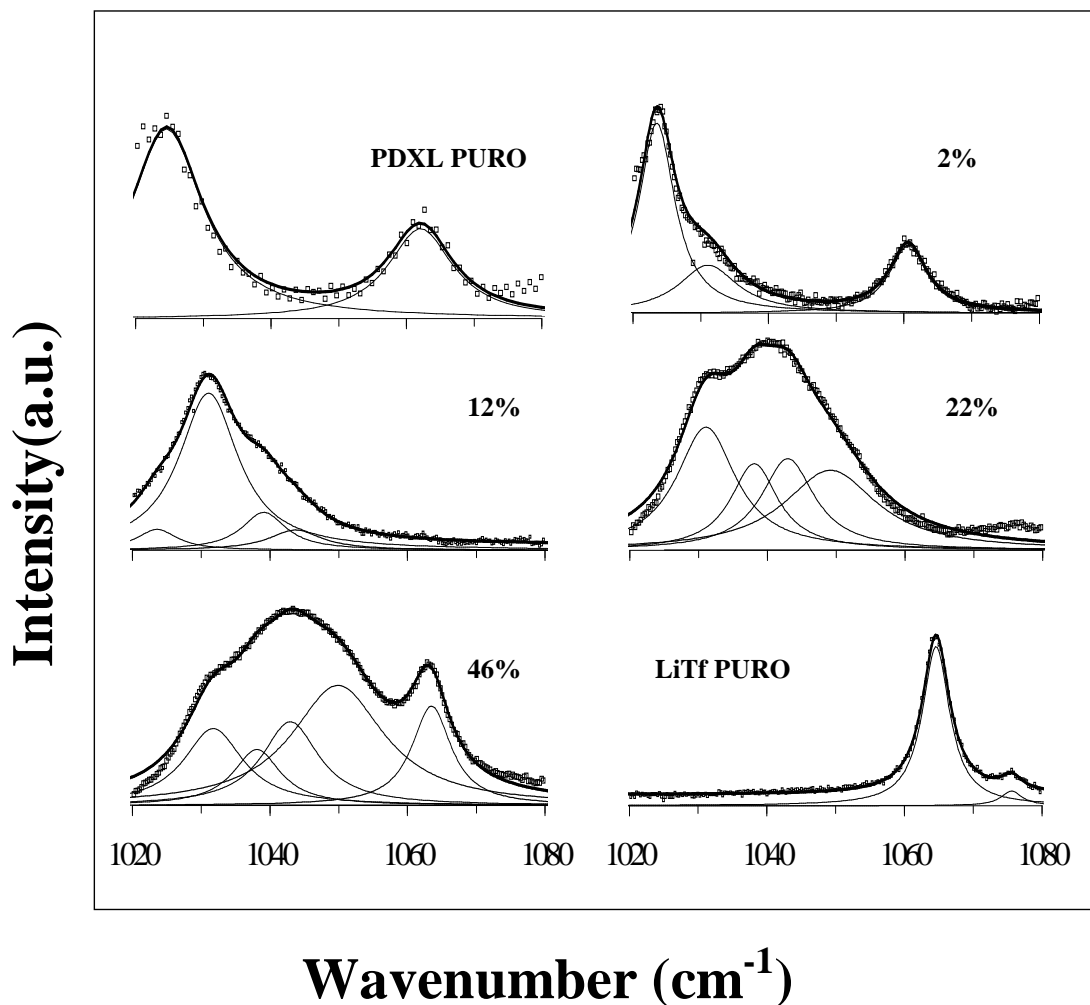 PDXL PURO
2%
12%
22%
46%
LiTf PURO
1020 1040 1060 1080 1020 1040 1060 1080
Intensity(a.u.)
Wavenumber (cm-1)